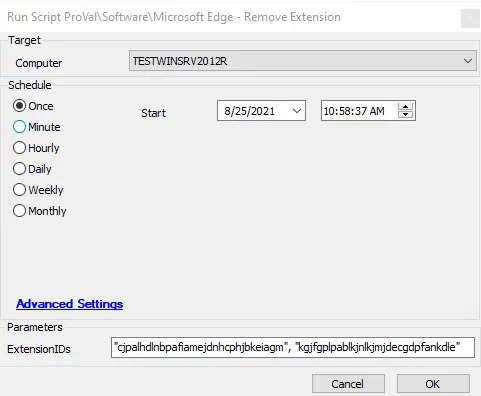 Run Script ProVal\Software\Microsoft Edge - Remove Extension
Target
Computer TESTWINSRV2012R
Schedule
Once Start 8/25/2021 10:58:37 AM
Minute
Hourly
Daily
Weekly
Monthly
Advanced Settings
Parameters
ExtensionIDs "cjpalhdlnbpafiamejdnhcphjbkeiagm", "kgjfgplpablkjnlkjmjdecgdpfankdle"
Cancel OK